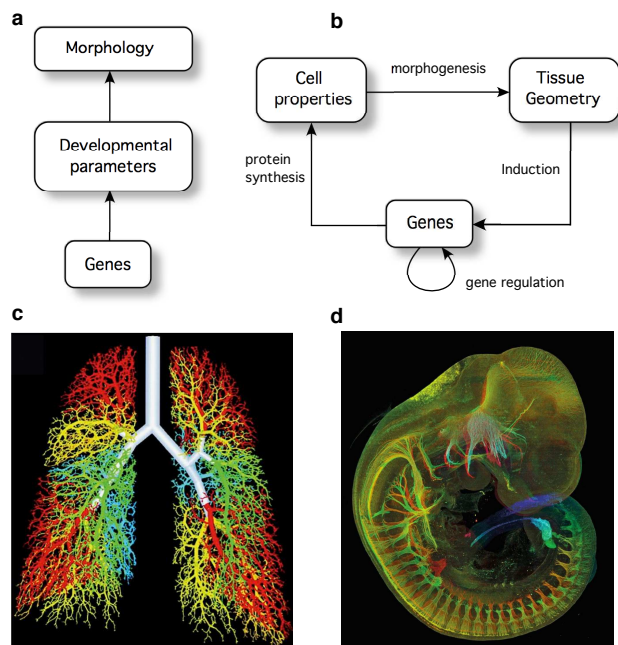 a
Morphology
Developmental
parameters
Genes
b
Cell
properties
morphogenesis
Tissue
Geometry
protein
synthesis
Induction
Genes
gene regulation
c
d